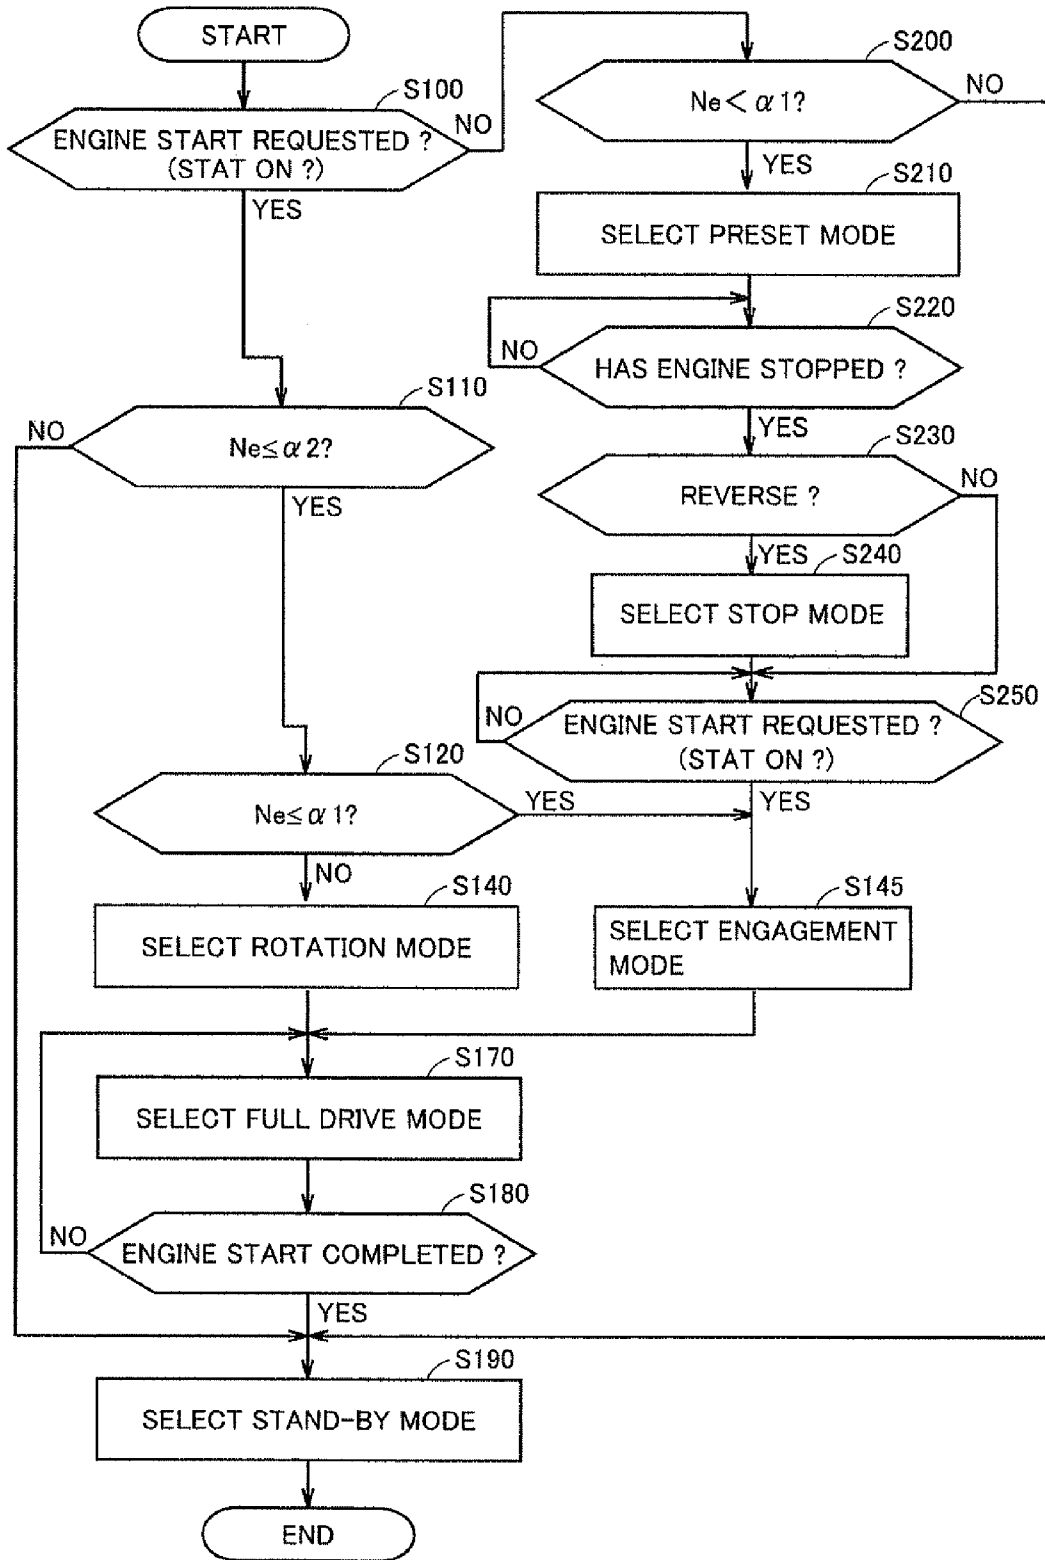 START
S100
ENGINE START REQUESTED ?
(STAT ON ?)
NO
YES
S110
NO
Ne≤α2?
YES
S120
Ne≤α1?
YES
NO
S140
SELECT ROTATION MODE
S170
SELECT FULL DRIVE MODE
S180
NO
ENGINE START COMPLETED ?
YES
S190
SELECT STAND-BY MODE
END
S200
Ne<α1?
NO
YES
S210
SELECT PRESET MODE
S220
NO
HAS ENGINE STOPPED ?
YES
S230
REVERSE ?
NO
YES
S240
SELECT STOP MODE
S250
NO
ENGINE START REQUESTED ?
(STAT ON ?)
YES
S145
SELECT ENGAGEMENT
MODE